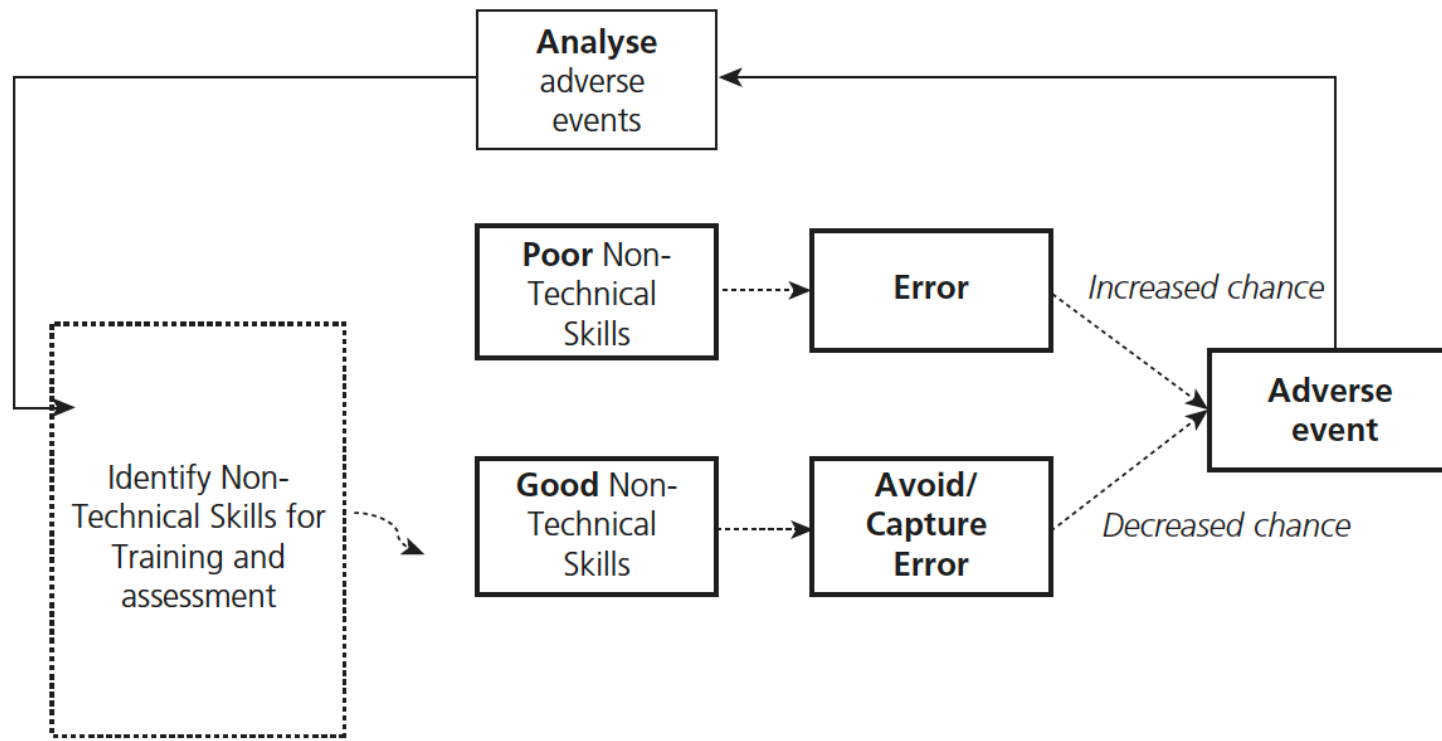 Analyse
adverse
events
Poor Non-
Technical
Skills
Error
Increased chance
Adverse
event
Identify Non-
Technical Skills for
Training and
assessment
Good Non-
Technical
Skills
Avoid/
Capture
Error
Decreased chance